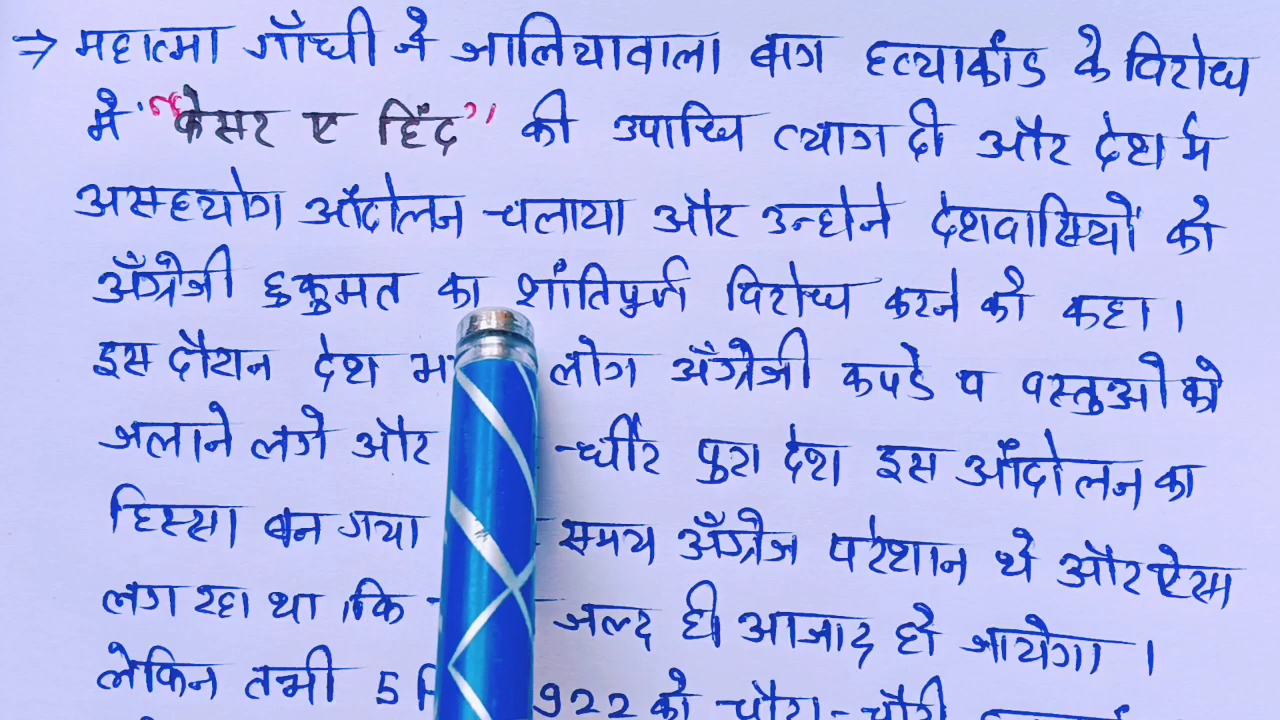 ⇒ महात्मा गाँधी ने जालियावाला बाग हत्याकांड के विरोध
में "केसर ए हिंद" की उपाधि त्याग दी और देश में
असहयोग आँदोलन चलाया और उन्होने देशवासियों को
अँग्रेजी हुकुमत का शांतिपुर्ण विरोध करने को कहा।
इस दौरान देश लोग अँग्रेजी कपडे व वस्तुओ को
जलाने लगे और -धीरे पुरा देश इस आँदोलन का
हिस्सा बन गया समय अँग्रेज परेशान थे और ऐसा
लग रहा था कि जल्द ही आजाद हो जायेगा।
लेकिन तभी 5 922 को चौरा-चौरी